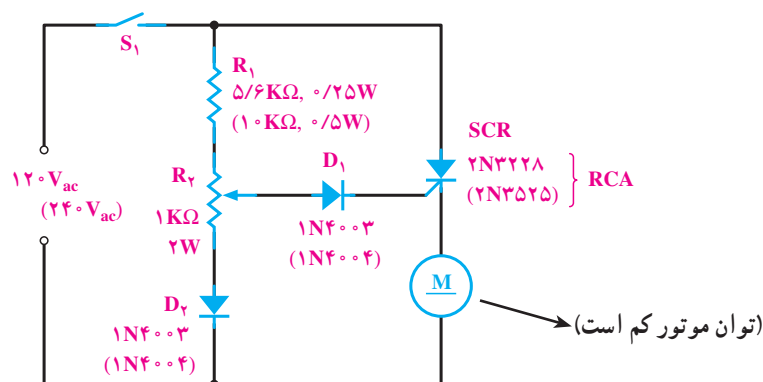 S۱
R۱
۵/۶KΩ, ۰/۲۵W
(۱۰KΩ, ۰/۵W)
SCR
۲N۳۲۲۸
(۲N۳۵۲۵)
RCA
D۱
۱N۴۰۰۳
(۱N۴۰۰۴)
۱۲۰Vac
(۲۴۰Vac)
R۲
۱KΩ
۲W
M
D۲
۱N۴۰۰۳
(۱N۴۰۰۴)
(توان موتور کم است)